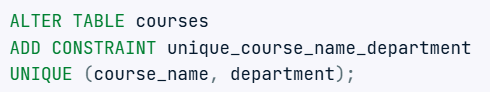 ALTER TABLE courses
ADD CONSTRAINT unique_course_name_department
UNIQUE (course_name, department);